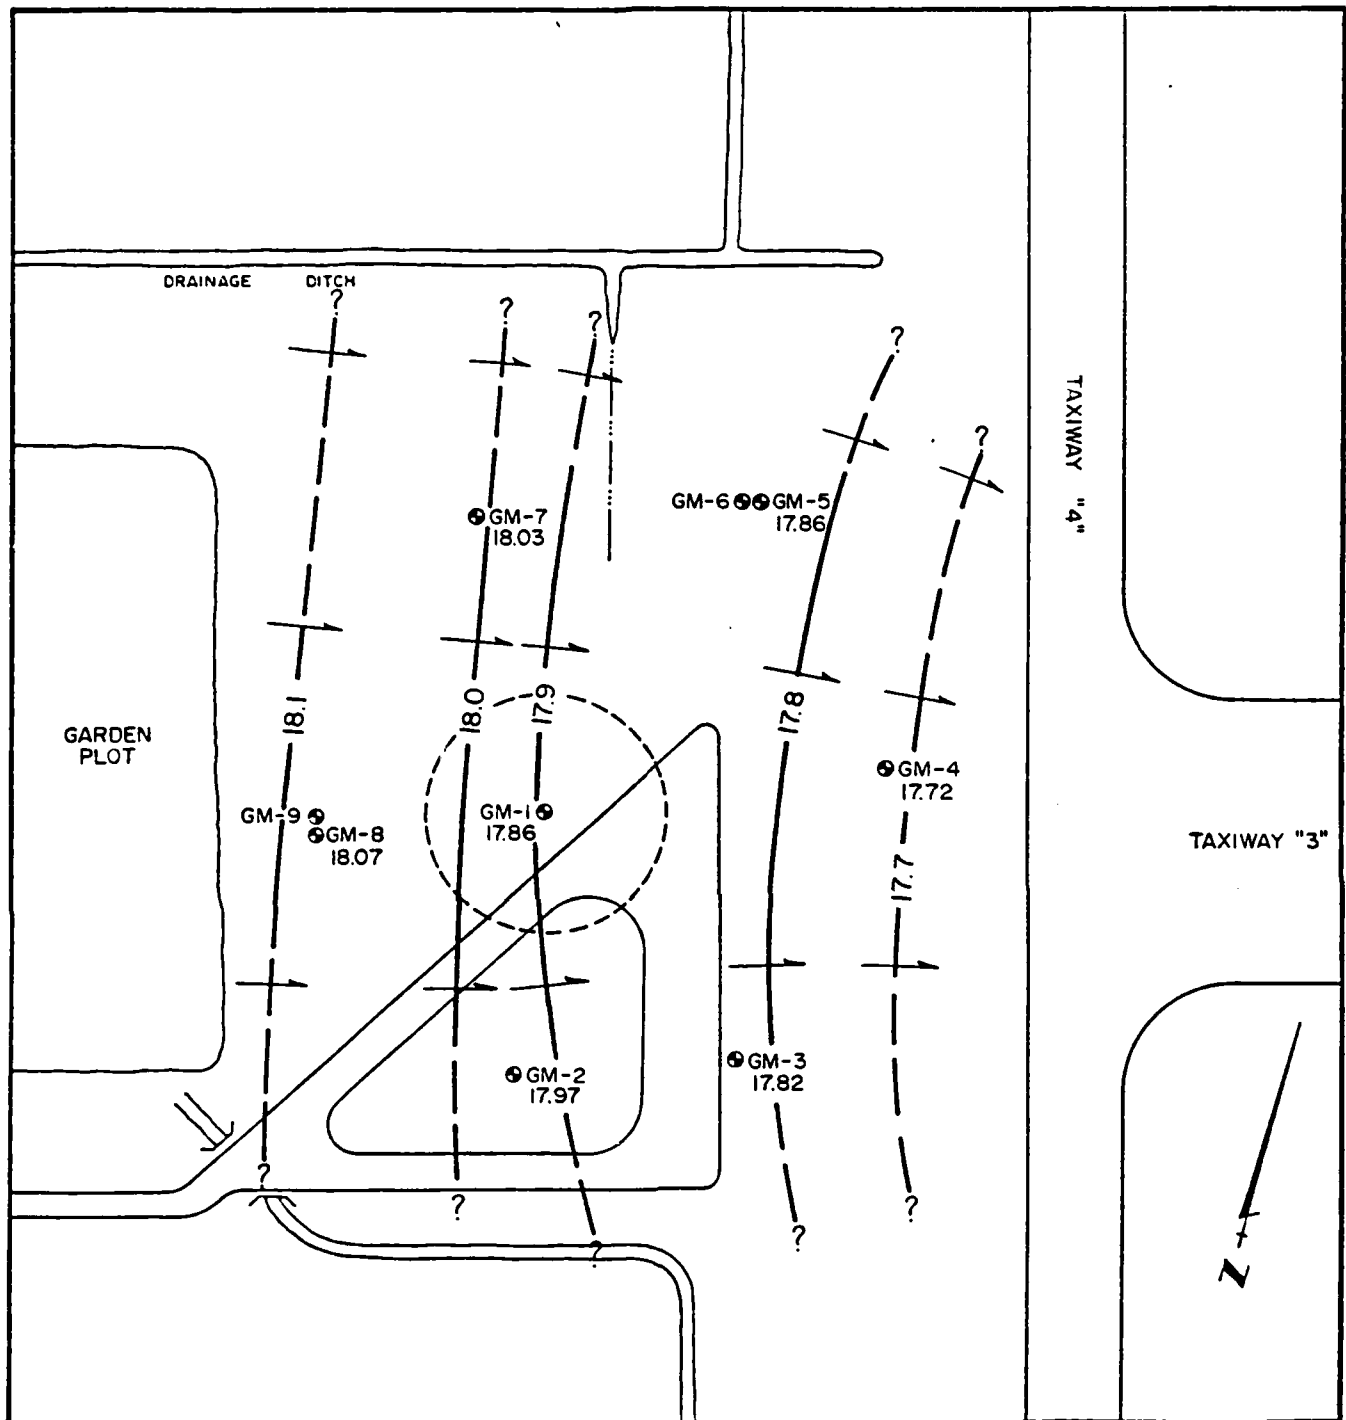 DRAINAGE DITCH
?
?
?
?
?
TAXIWAY "4"
GM-6 GM-5
17.86
GM-7
18.03
18.1
18.0
17.9
17.8
GARDEN
PLOT
GM-4
17.72
GM-9
GM-8
18.07
GM-1
17.86
TAXIWAY "3"
17.7
GM-3
17.82
GM-2
17.97
?
?
?
?
?
N